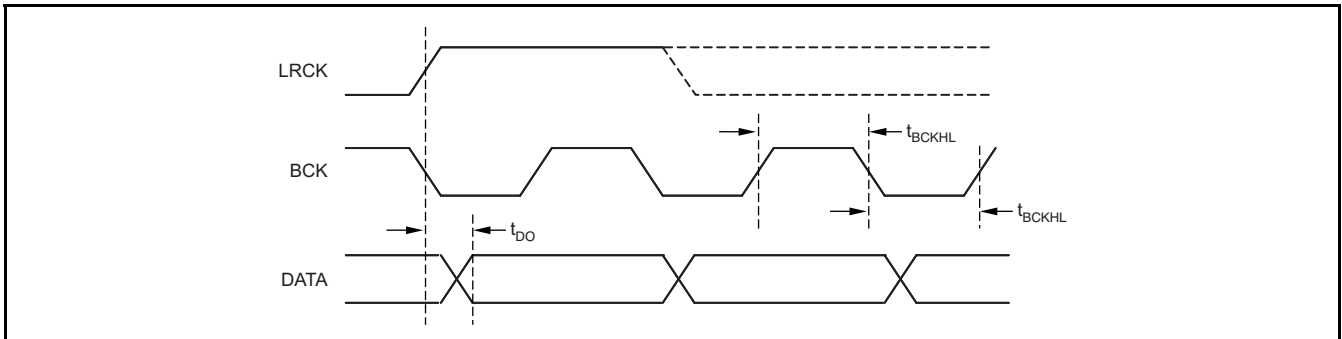 LRCK
t_BCKHL
BCK
t_BCKHL
t_DO
DATA